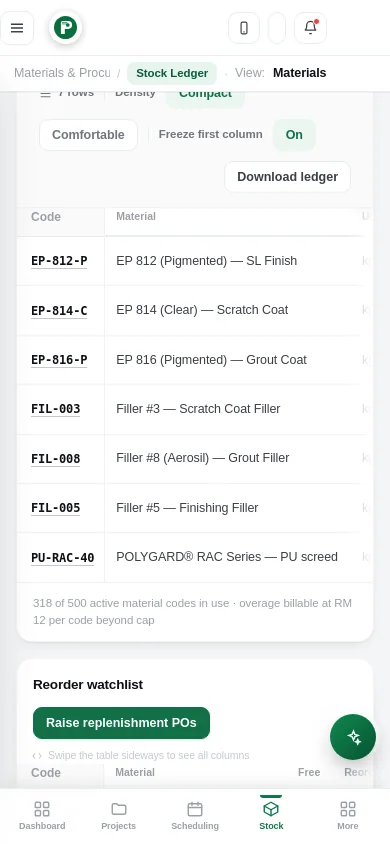 Materials & Procu / Stock Ledger · View: Materials
7 rows Density Compact
Comfortable Freeze first column On
Download ledger
Code Material
EP-812-P EP 812 (Pigmented) — SL Finish
EP-814-C EP 814 (Clear) — Scratch Coat
EP-816-P EP 816 (Pigmented) — Grout Coat
FIL-003 Filler #3 — Scratch Coat Filler
FIL-008 Filler #8 (Aerosil) — Grout Filler
FIL-005 Filler #5 — Finishing Filler
PU-RAC-40 POLYGARD® RAC Series — PU screed
318 of 500 active material codes in use · overage billable at RM
12 per code beyond cap
Reorder watchlist
Raise replenishment POs
Swipe the table sideways to see all columns
Code Material Free Reor
Dashboard Projects Scheduling Stock More